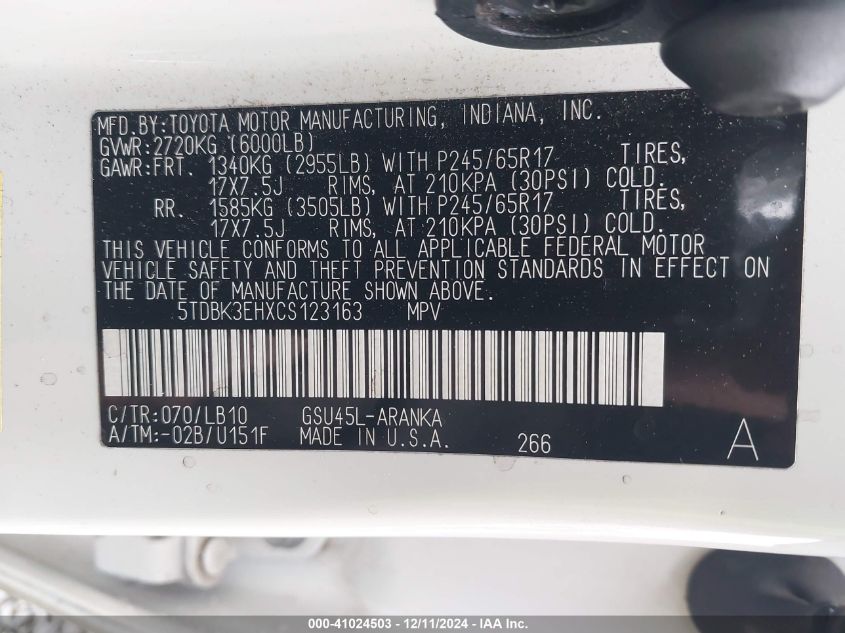 MFD.BY:TOYOTA MOTOR MANUFACTURING, INDIANA, INC.
GVWR:2720KG (6000LB)
GAWR:FRT. 1340KG (2955LB) WITH P245/65R17 TIRES,
17X7.5J RIMS, AT 210KPA (30PSI) COLD.
RR. 1585KG (3505LB) WITH P245/65R17 TIRES,
17X7.5J RIMS, AT 210KPA (30PSI) COLD.
THIS VEHICLE CONFORMS TO ALL APPLICABLE FEDERAL MOTOR
VEHICLE SAFETY AND THEFT PREVENTION STANDARDS IN EFFECT ON
THE DATE OF MANUFACTURE SHOWN ABOVE.
5TDBK3EHXCS123163 MPV
C/TR:070/LB10 GSU45L-ARANKA
A/TM:-02B/U151F MADE IN U.S.A. 266 A
000-41024503 - 12/11/2024 - IAA Inc.